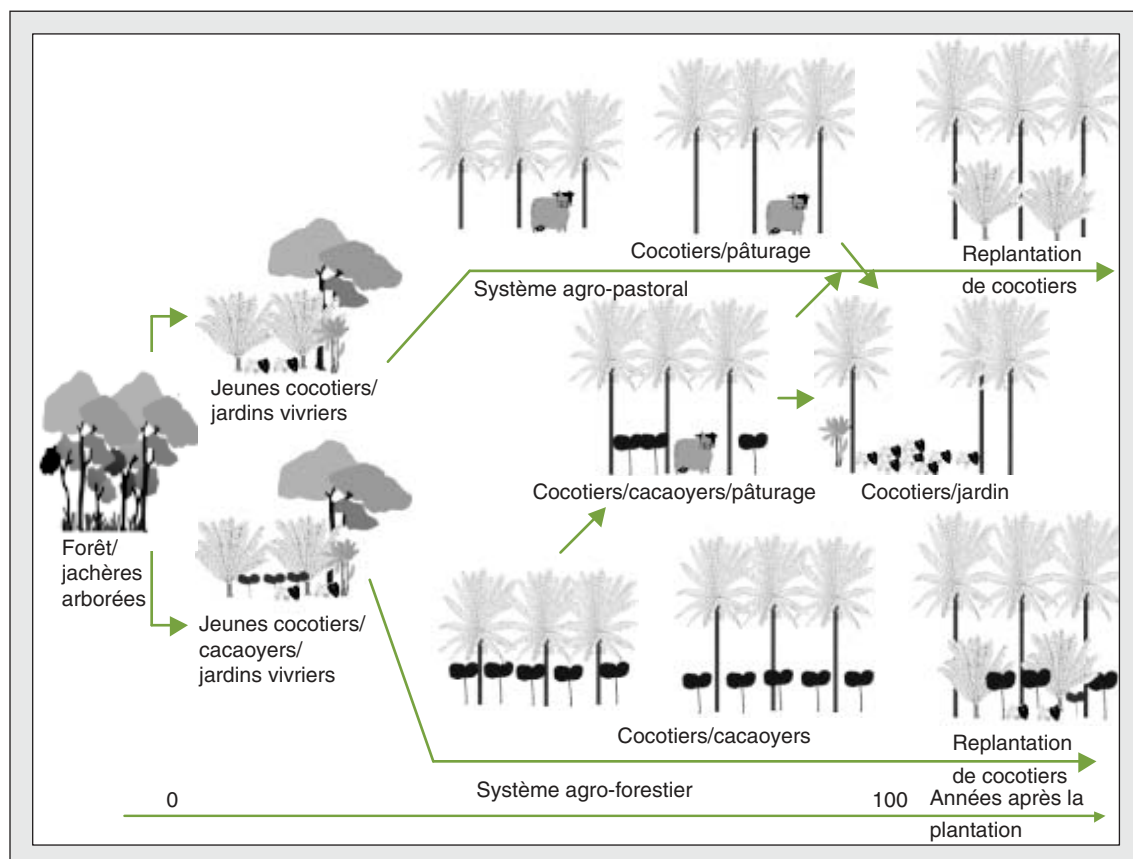 Cocotiers/pâturage
Système agro-pastoral
Replantation
de cocotiers
Jeunes cocotiers/
jardins vivriers
Cocotiers/cacaoyers/pâturage
Cocotiers/jardin
Forêt/
jachères
arborées
Jeunes cocotiers/
cacaoyers/
jardins vivriers
Cocotiers/cacaoyers
Replantation
de cocotiers
Système agro-forestier
0
100
Années après la
plantation